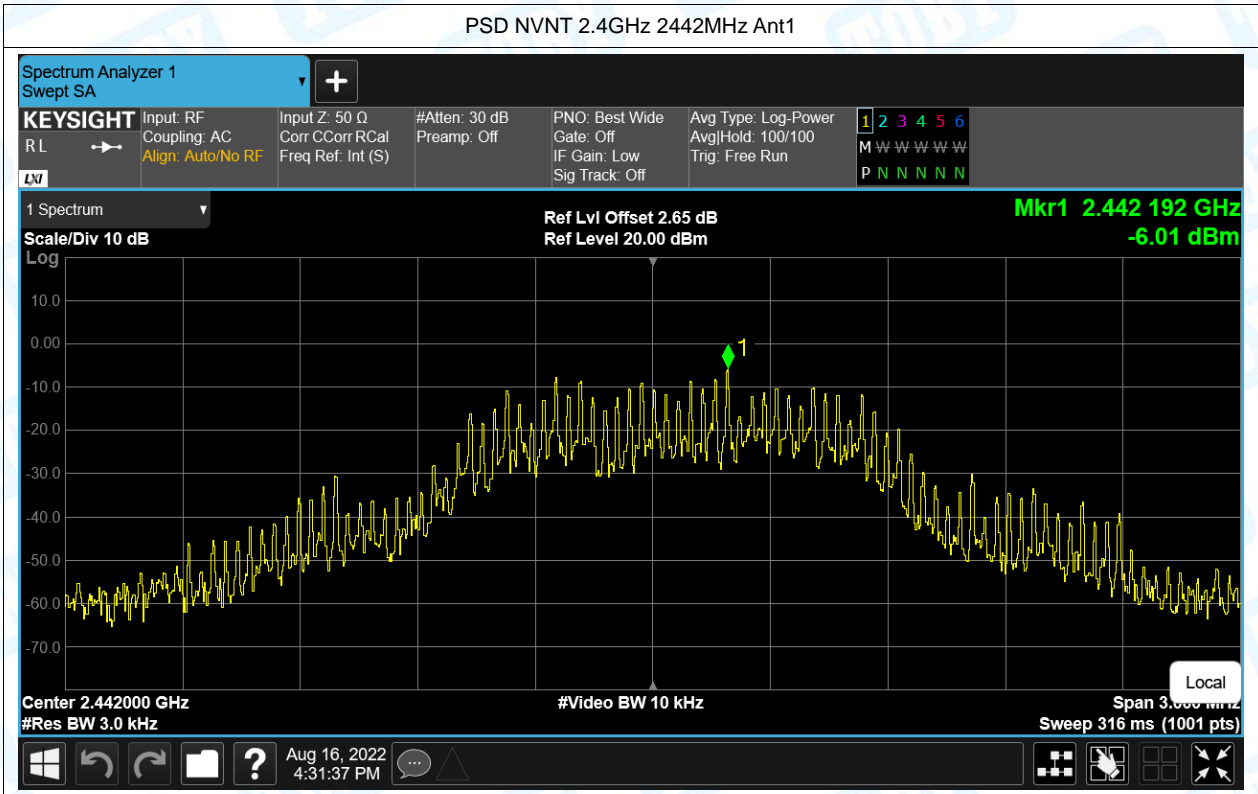 PSD NVNT 2.4GHz 2442MHz Ant1
Spectrum Analyzer 1
Swept SA
KEYSIGHT
R L
LXI
Input: RF
Coupling: AC
Align: Auto/No RF
Input Z: 50 Ω
Corr CCorr RCal
Freq Ref: Int (S)
#Atten: 30 dB
Preamp: Off
PNO: Best Wide
Gate: Off
IF Gain: Low
Sig Track: Off
Avg Type: Log-Power
Avg|Hold: 100/100
Trig: Free Run
1 2 3 4 5 6
M W W W W W
P N N N N N
1 Spectrum
Scale/Div 10 dB
Ref Lvl Offset 2.65 dB
Ref Level 20.00 dBm
Mkr1 2.442 192 GHz
-6.01 dBm
Log
10.0
0.00
-10.0
-20.0
-30.0
-40.0
-50.0
-60.0
-70.0
1
Local
Center 2.442000 GHz
#Res BW 3.0 kHz
#Video BW 10 kHz
Span 3.000 MHz
Sweep 316 ms (1001 pts)
?
Aug 16, 2022
4:31:37 PM